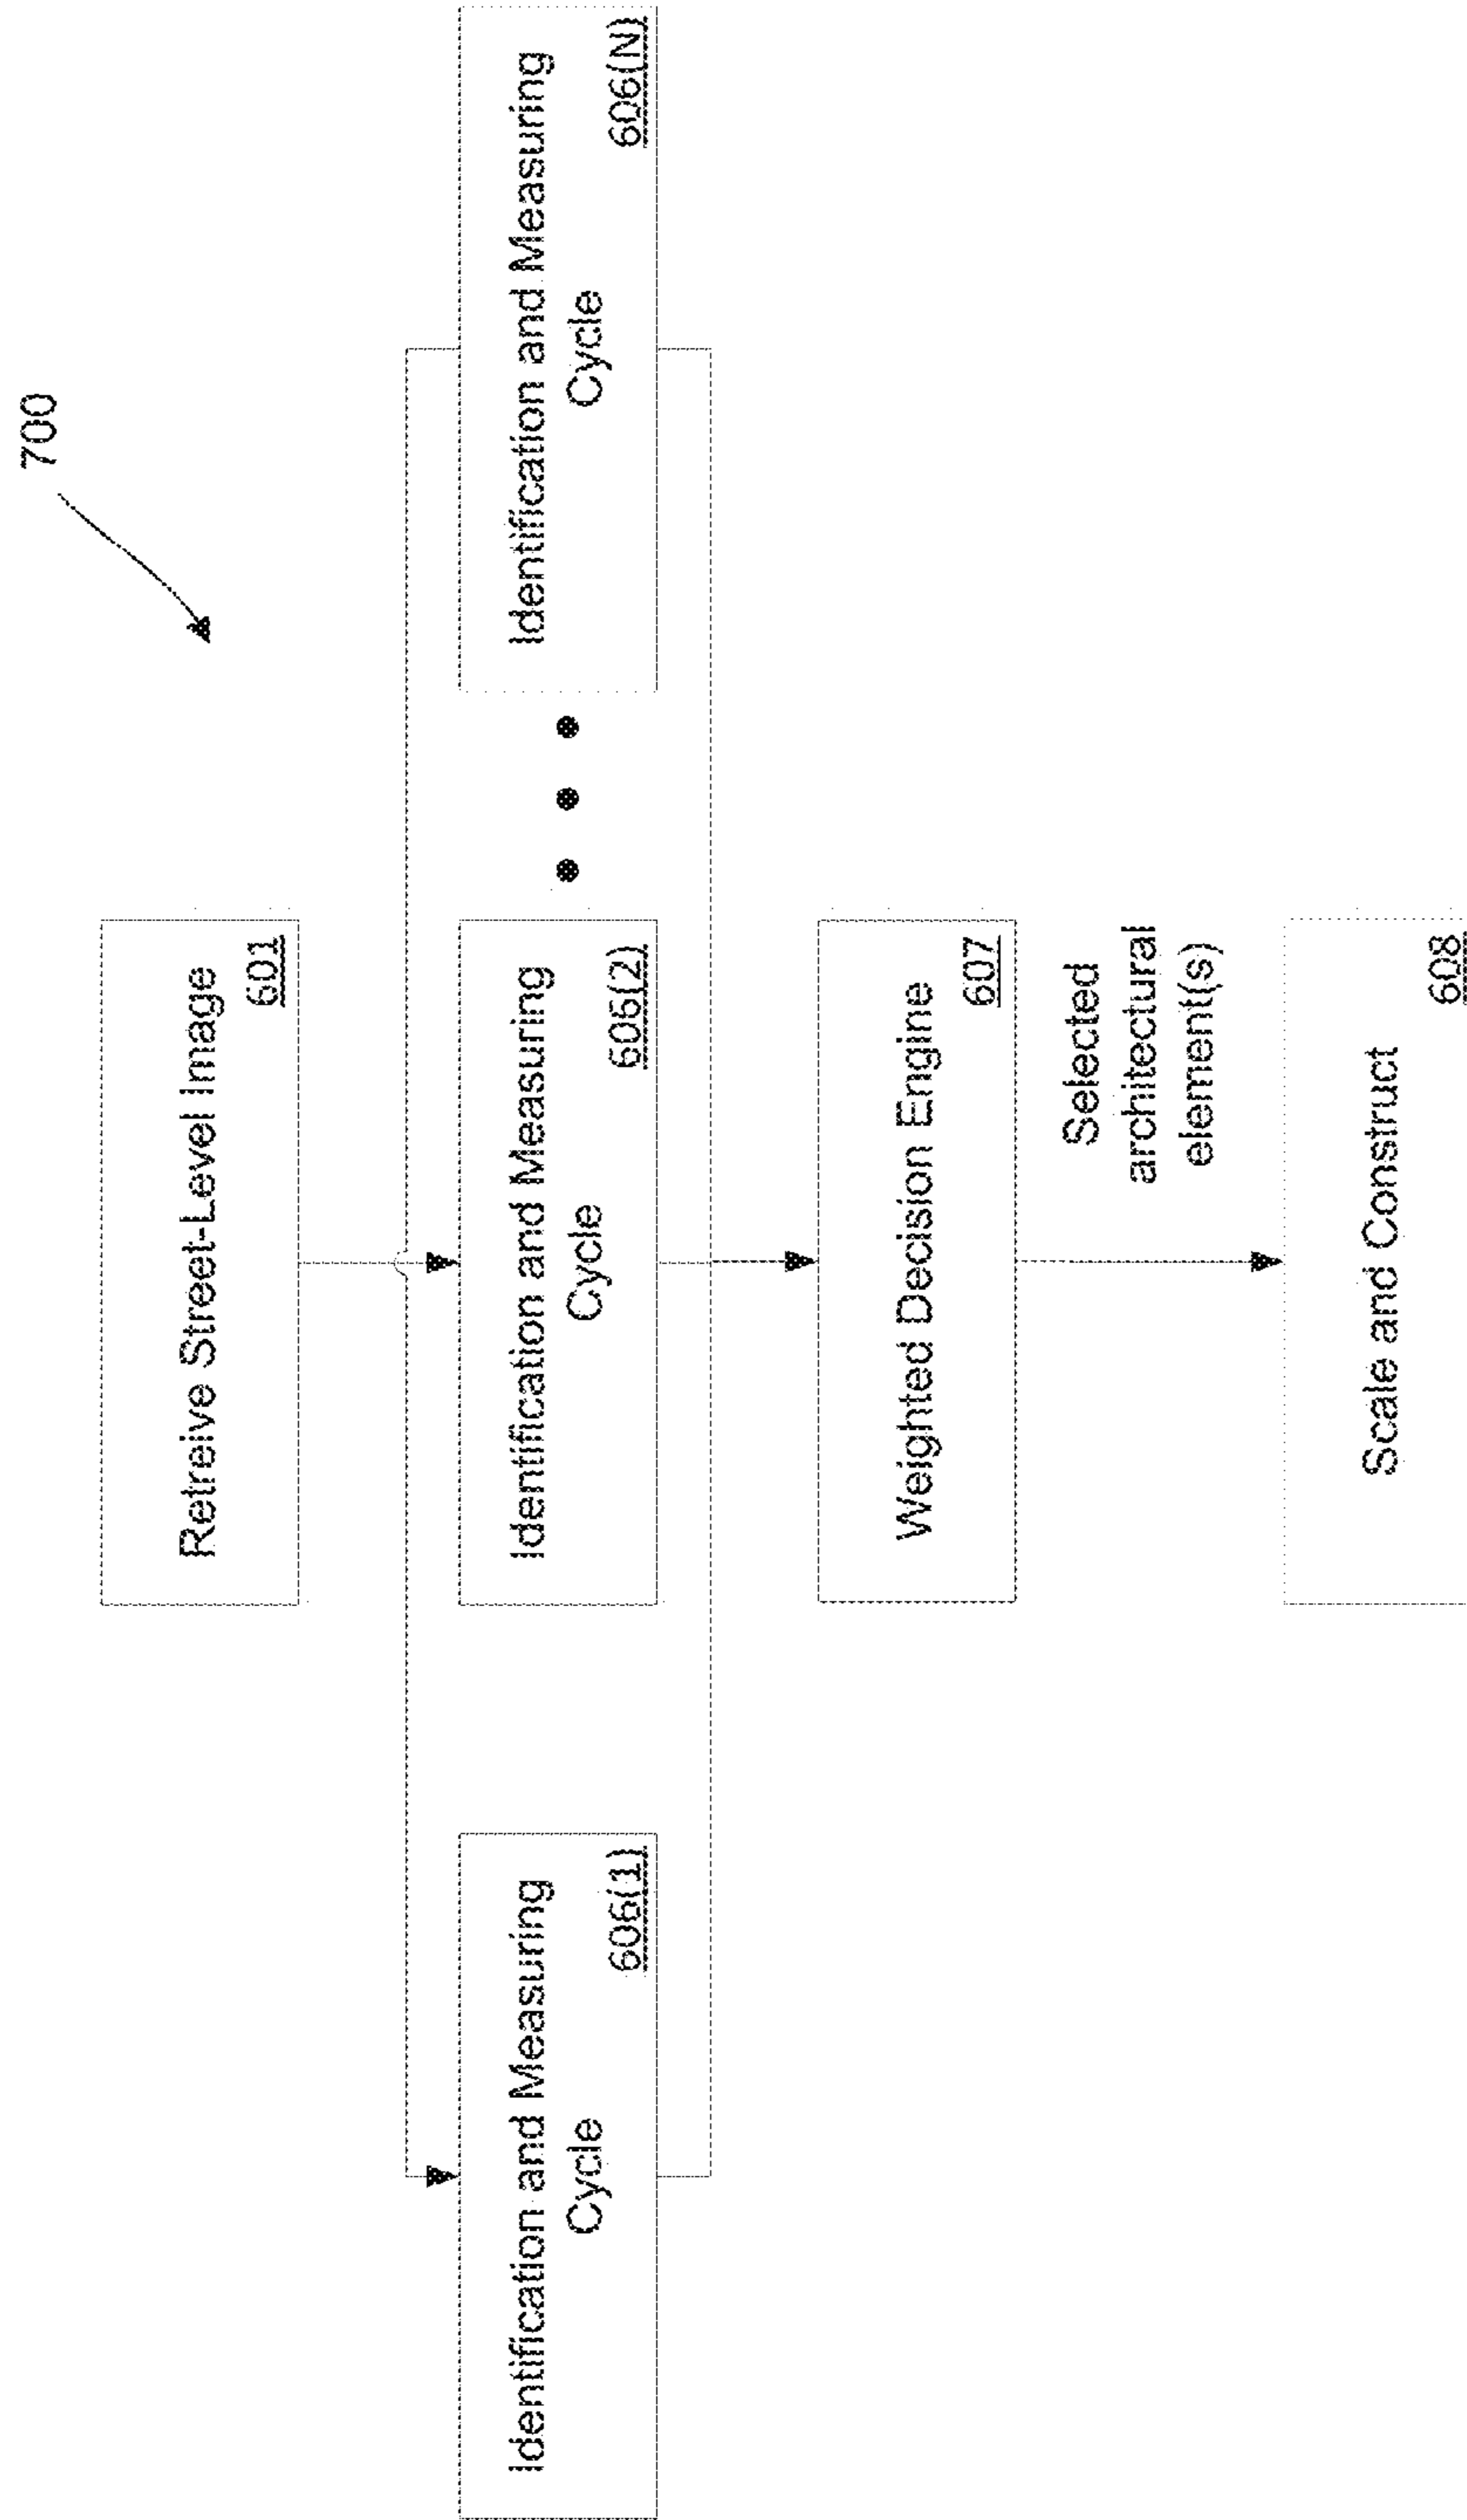 700
Retreive Street-Level Image
601
Identification and Measuring
Cycle
606(1)
Identification and Measuring
Cycle
606(2)
Identification and Measuring
Cycle
606(N)
Weighted Decision Engine
607
Selected
architectural
element(s)
Scale and Construct
608